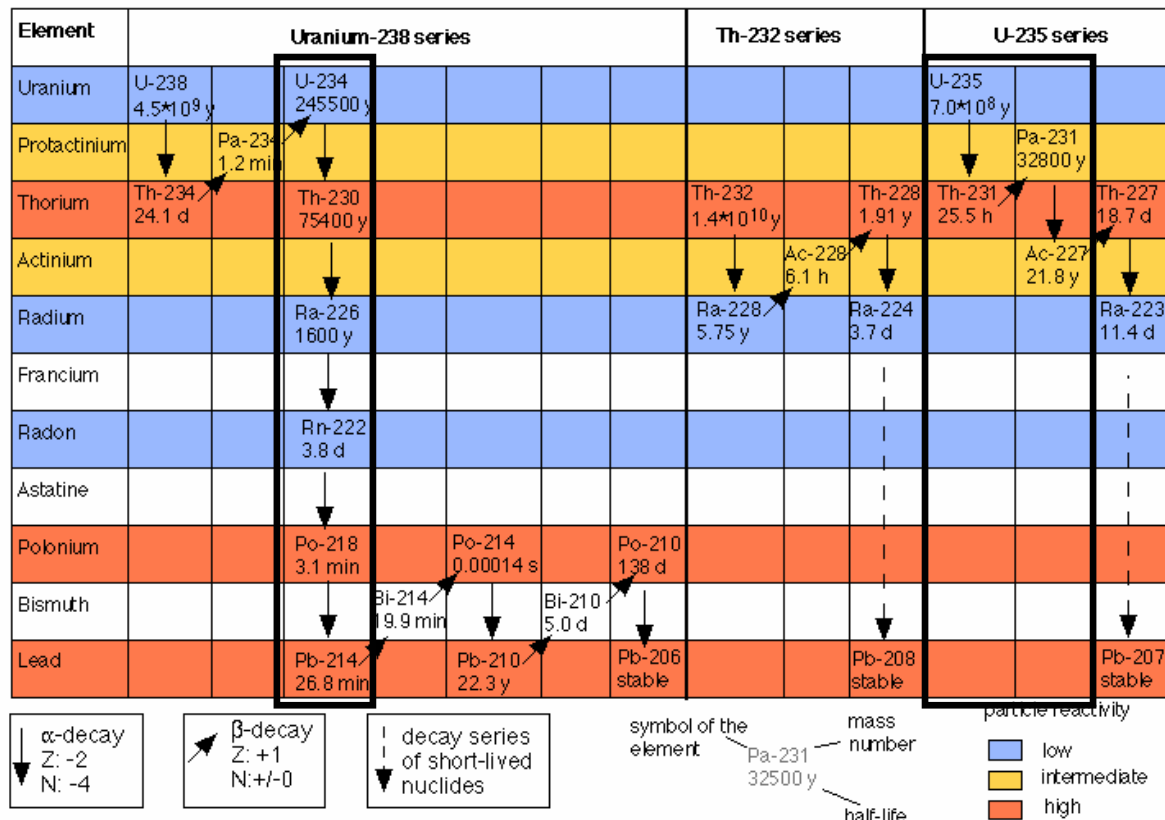 Element
Uranium-238 series
Th-232 series
U-235 series
Uranium
U-238
4.5*10⁹ y
U-234
245500 y
U-235
7.0*10⁸ y
Protactinium
Pa-234
1.2 min
Pa-231
32800 y
Thorium
Th-234
24.1 d
Th-230
75400 y
Th-232
1.4*10¹⁰ y
Th-228
1.91 y
Th-231
25.5 h
Th-227
18.7 d
Actinium
Ac-228
6.1 h
Ac-227
21.8 y
Radium
Ra-226
1600 y
Ra-228
5.75 y
Ra-224
3.7 d
Ra-223
11.4 d
Francium
Radon
Rn-222
3.8 d
Astatine
Polonium
Po-218
3.1 min
Po-214
0.00014 s
Po-210
138 d
Bismuth
Bi-214
19.9 min
Bi-210
5.0 d
Lead
Pb-214
26.8 min
Pb-210
22.3 y
Pb-206
stable
Pb-208
stable
Pb-207
stable
α-decay
Z: -2
N: -4
β-decay
Z: +1
N:+/-0
decay series
of short-lived
nuclides
symbol of the
element
mass
number
Pa-231
32500 y
half-life
particle reactivity
low
intermediate
high